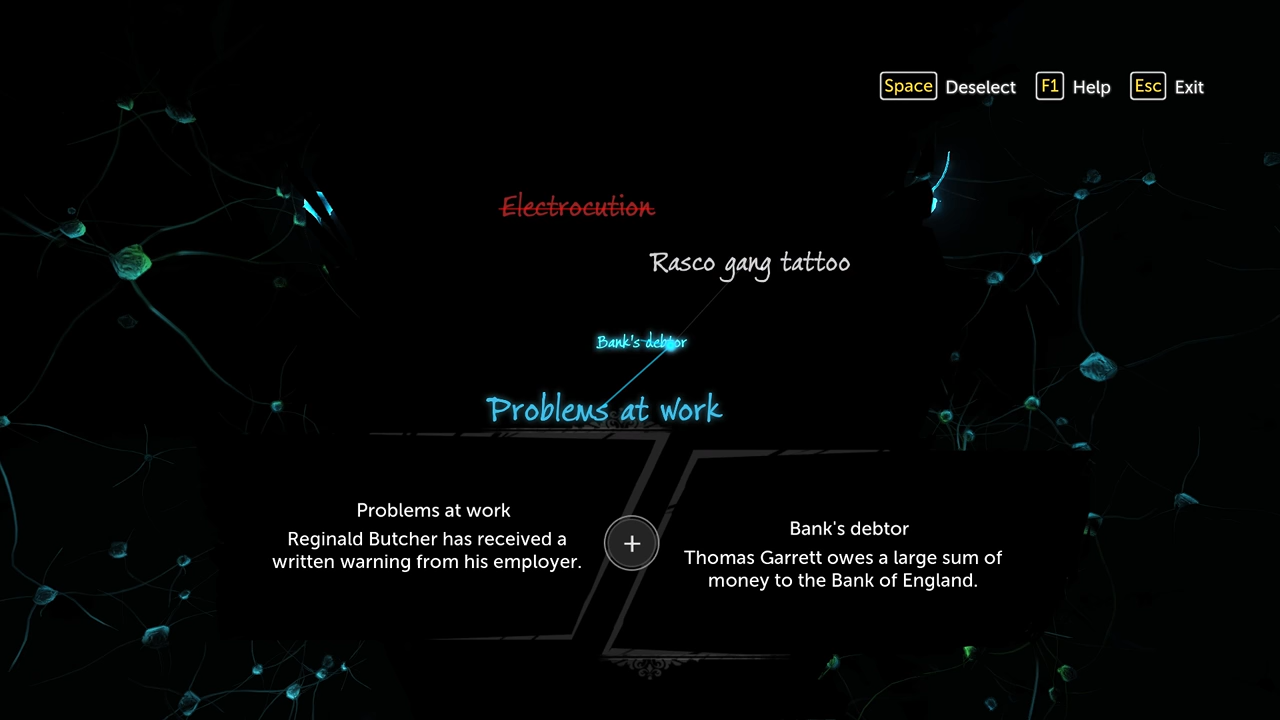 Space Deselect F1 Help Esc Exit
Electrocution
Rasco gang tattoo
Bank's debtor
Problems at work
Problems at work
Reginald Butcher has received a
written warning from his employer.
+
Bank's debtor
Thomas Garrett owes a large sum of
money to the Bank of England.